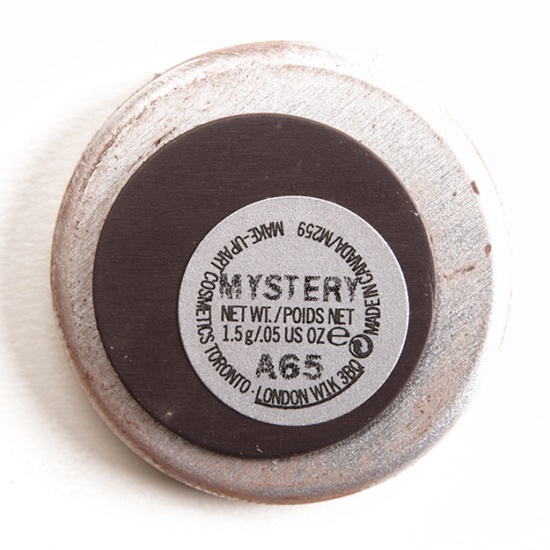 MYSTERY
NET WT./POIDS NET
1.5 g/.05 US OZ e
A65
MAKE-UP ART COSMETICS TORONTO · LONDON W1K 3BQ
MADE IN CANADA/M259